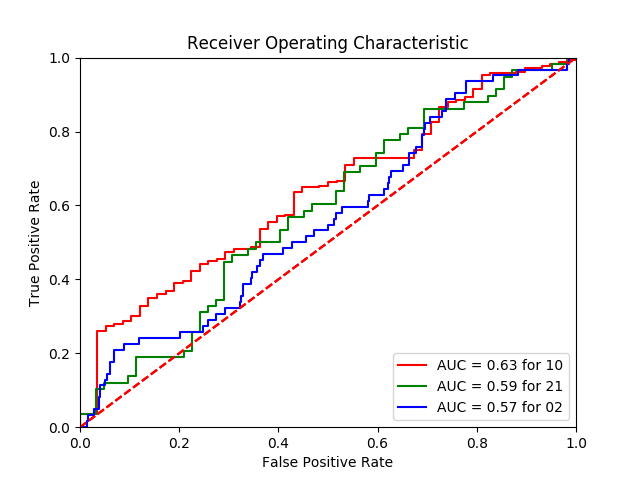 Receiver Operating Characteristic
True Positive Rate
1.0
0.8
0.6
0.4
0.2
0.0
AUC = 0.63 for 10
AUC = 0.59 for 21
AUC = 0.57 for 02
0.0 0.2 0.4 0.6 0.8 1.0
False Positive Rate